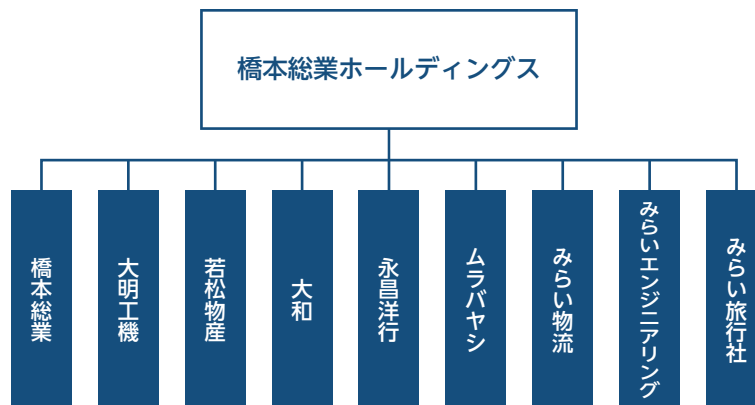 橋本総業ホールディングス
橋本総業
大明工機
若松物産
大和
永昌洋行
ムラバヤシ
みらい物流
みらいエンジニアリング
みらい旅行社